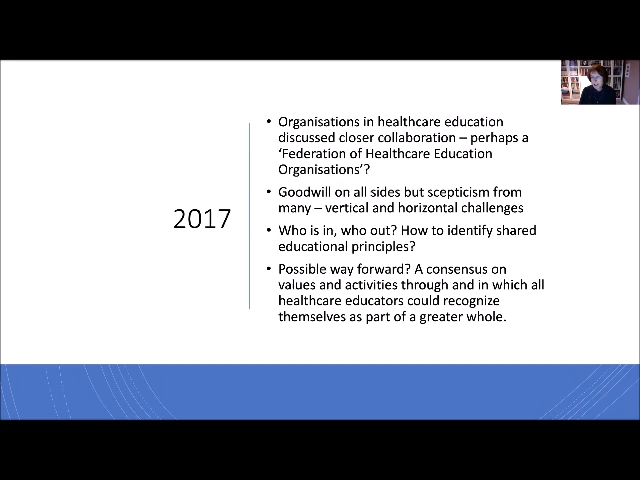 2017
• Organisations in healthcare education
discussed closer collaboration – perhaps a
‘Federation of Healthcare Education
Organisations’?
• Goodwill on all sides but scepticism from
many – vertical and horizontal challenges
• Who is in, who out? How to identify shared
educational principles?
• Possible way forward? A consensus on
values and activities through and in which all
healthcare educators could recognize
themselves as part of a greater whole.